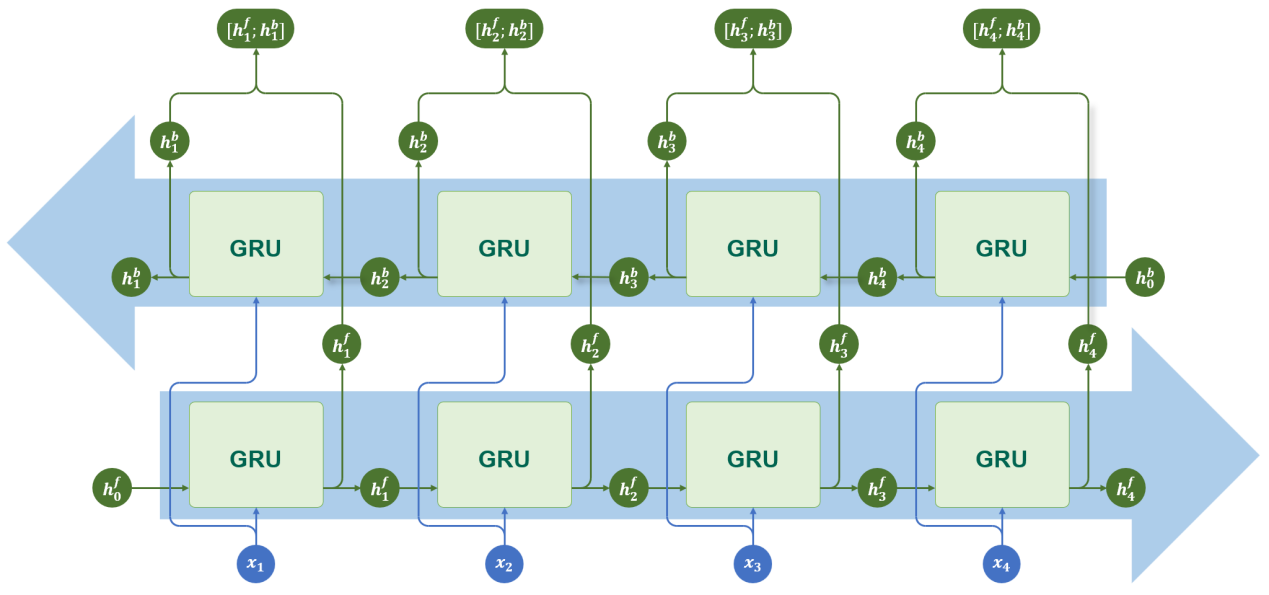 [h₁ᶠ; h₁ᵇ] [h₂ᶠ; h₂ᵇ] [h₃ᶠ; h₃ᵇ] [h₄ᶠ; h₄ᵇ]
h₁ᵇ h₂ᵇ h₃ᵇ h₄ᵇ
GRU GRU GRU GRU
h₁ᵇ h₂ᵇ h₃ᵇ h₄ᵇ h₀ᵇ
h₁ᶠ h₂ᶠ h₃ᶠ h₄ᶠ
GRU GRU GRU GRU
h₀ᶠ h₁ᶠ h₂ᶠ h₃ᶠ h₄ᶠ
x₁ x₂ x₃ x₄